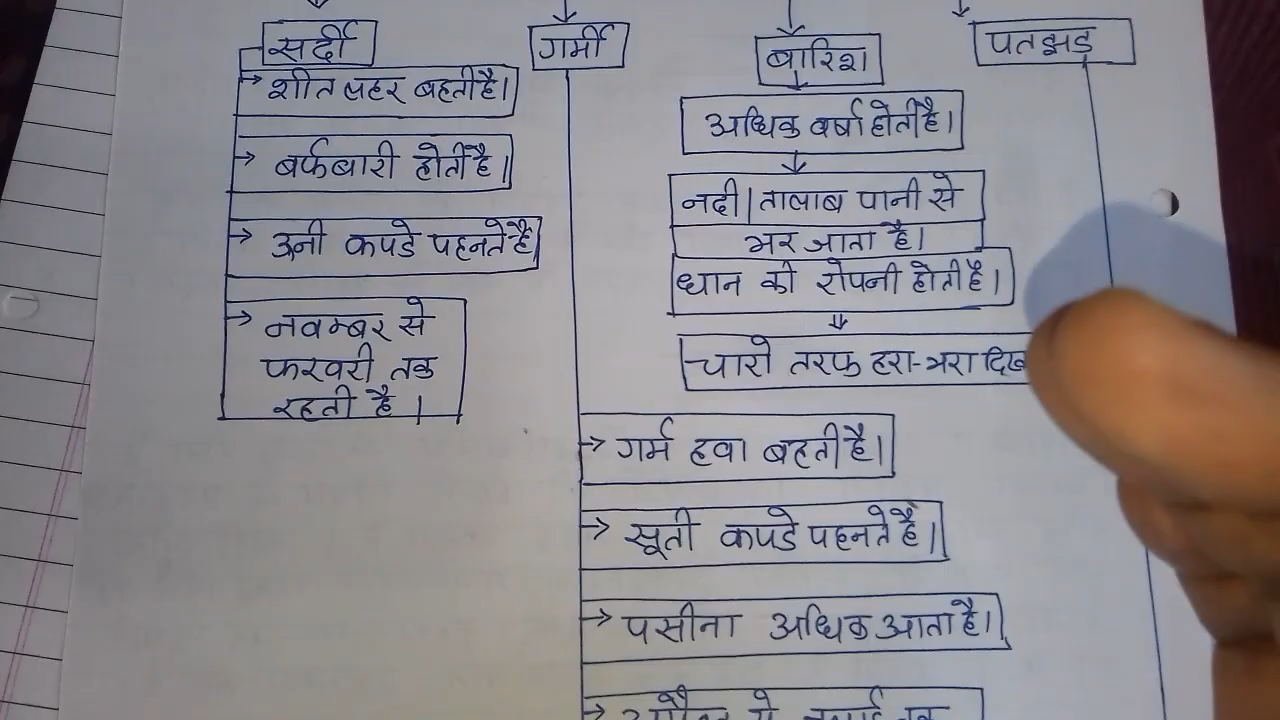 सर्दी
गर्मी
बारिश
पतझड
शीत लहर बहती है।
बर्फबारी होती है।
उनी कपडे पहनते है
नवम्बर से
फरवरी तक
रहती है।
अधिक वर्षा होती है।
नदी/तालाब पानी से
भर जाता है।
धान की रोपनी होती है।
चारो तरफ हरा-भरा
गर्म हवा बहती है।
सूती कपडे पहनते है।
पसीना अधिक आता है।